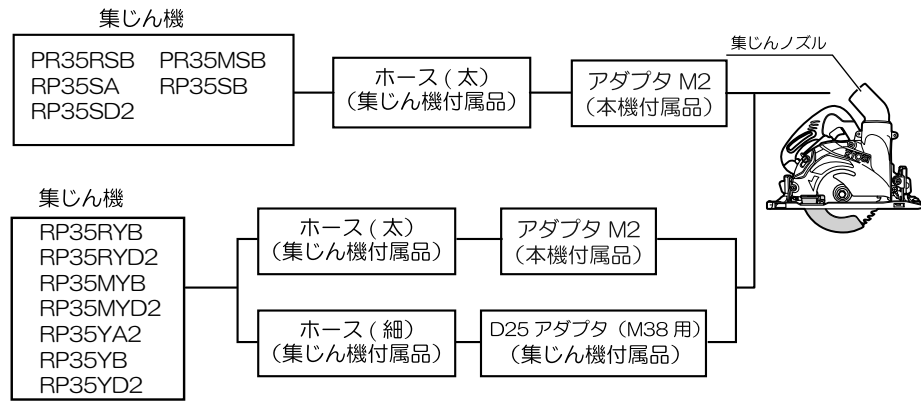 集じん機
PR35RSB PR35MSB
RP35SA RP35SB
RP35SD2
ホース(太)
(集じん機付属品)
アダプタ M2
(本機付属品)
集じんノズル
集じん機
RP35RYB
RP35RYD2
RP35MYB
RP35MYD2
RP35YA2
RP35YB
RP35YD2
ホース(太)
(集じん機付属品)
アダプタ M2
(本機付属品)
ホース(細)
(集じん機付属品)
D25 アダプタ(M38 用)
(集じん機付属品)